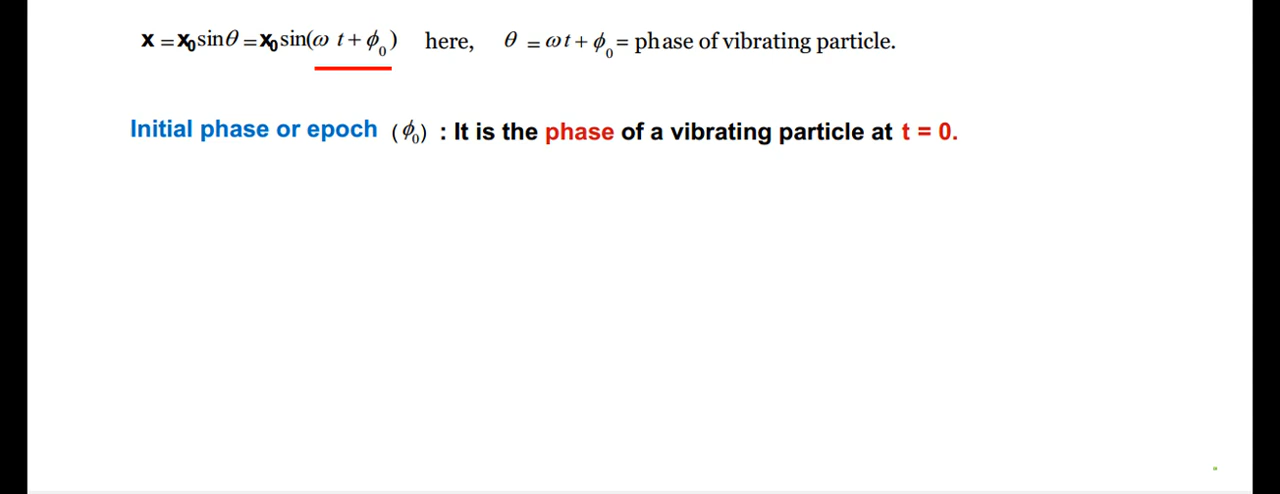 x = x₀sinθ = x₀sin(ω t + ϕ₀) here, θ = ωt + ϕ₀ = phase of vibrating particle.
Initial phase or epoch (ϕ₀) : It is the phase of a vibrating particle at t = 0.